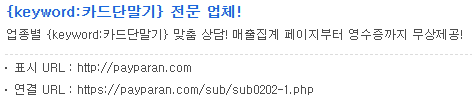 {keyword:카드단말기} 전문 업체!
업종별 {keyword:카드단말기} 맞춤 상담! 매출집계 페이지부터 영수증까지 무상제공!
· 표시 URL : http://payparan.com
· 연결 URL : https://payparan.com/sub/sub0202-1.php